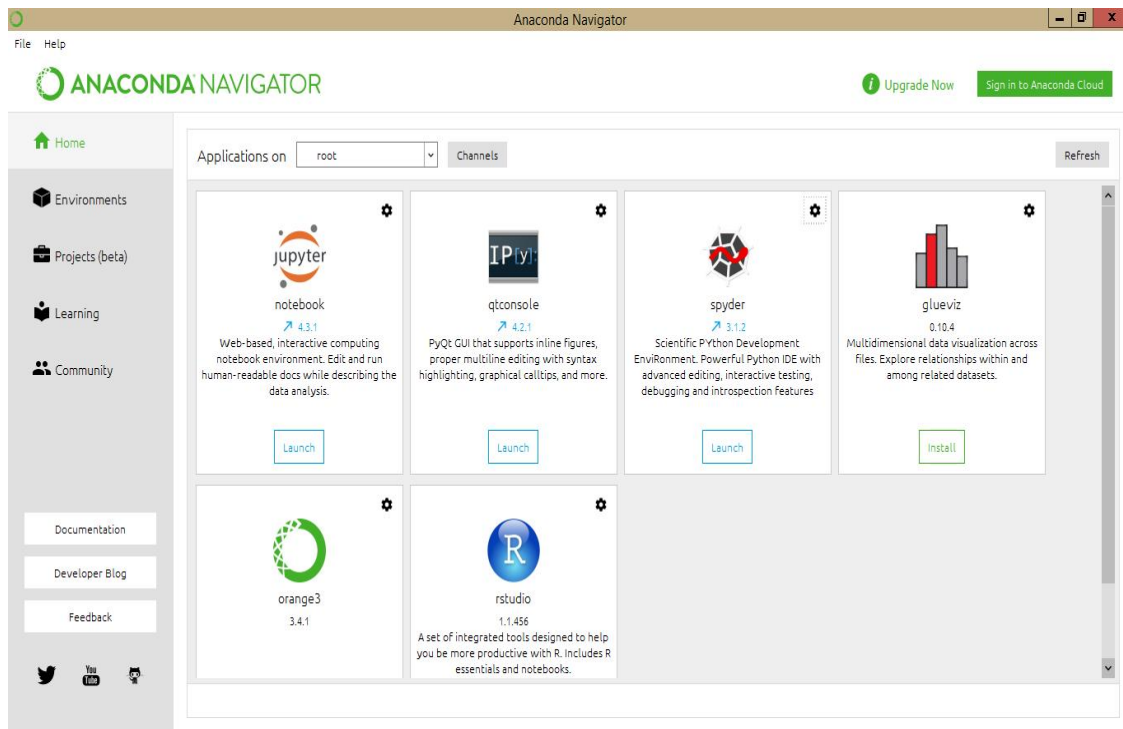 Anaconda Navigator
File Help
ANACONDA NAVIGATOR
i Upgrade Now
Sign in to Anaconda Cloud
Home
Environments
Projects (beta)
Learning
Community
Documentation
Developer Blog
Feedback
You
Tube
Applications on root Channels Refresh
jupyter
notebook
4.3.1
Web-based, interactive computing
notebook environment. Edit and run
human-readable docs while describing the
data analysis.
Launch
IP[y]:
qtconsole
4.2.1
PyQt GUI that supports inline figures,
proper multiline editing with syntax
highlighting, graphical calltips, and more.
Launch
spyder
3.1.2
Scientific PYthon Development
EnviRonment. Powerful Python IDE with
advanced editing, interactive testing,
debugging and introspection features
Launch
glueviz
0.10.4
Multidimensional data visualization across
files. Explore relationships within and
among related datasets.
Install
orange3
3.4.1
R
rstudio
1.1.456
A set of integrated tools designed to help
you be more productive with R. Includes R
essentials and notebooks.